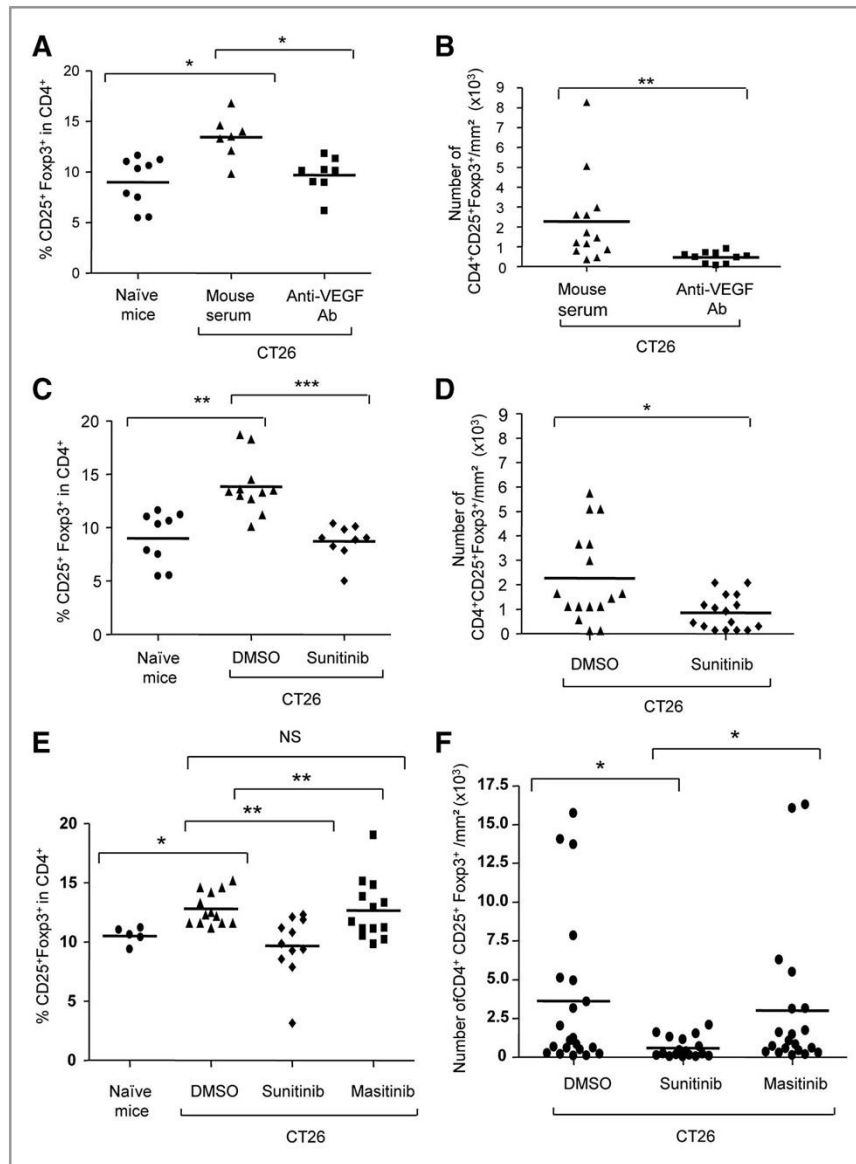 A
*
*
20
15
10
5
0
% CD25⁺ Foxp3⁺ in CD4⁺
Naïve
mice
Mouse
serum
Anti-VEGF
Ab
CT26
B
**
9
8
7
6
5
4
3
2
1
0
Number of
CD4⁺CD25⁺Foxp3⁺/mm² (x10³)
Mouse
serum
Anti-VEGF
Ab
CT26
C
**
***
20
15
10
5
0
% CD25⁺ Foxp3⁺ in CD4⁺
Naïve
mice
DMSO
Sunitinib
CT26
D
*
9
8
7
6
5
4
3
2
1
0
Number of
CD4⁺CD25⁺Foxp3⁺/mm² (x10³)
DMSO
Sunitinib
CT26
E
NS
**
**
*
20
15
10
5
0
% CD25⁺Foxp3⁺ in CD4⁺
Naïve
mice
DMSO
Sunitinib
Masitinib
CT26
F
*
*
17.5
15.0
12.5
10.0
7.5
5.0
2.5
0
Number ofCD4⁺ CD25⁺ Foxp3⁺ /mm² (x10³)
DMSO
Sunitinib
Masitinib
CT26